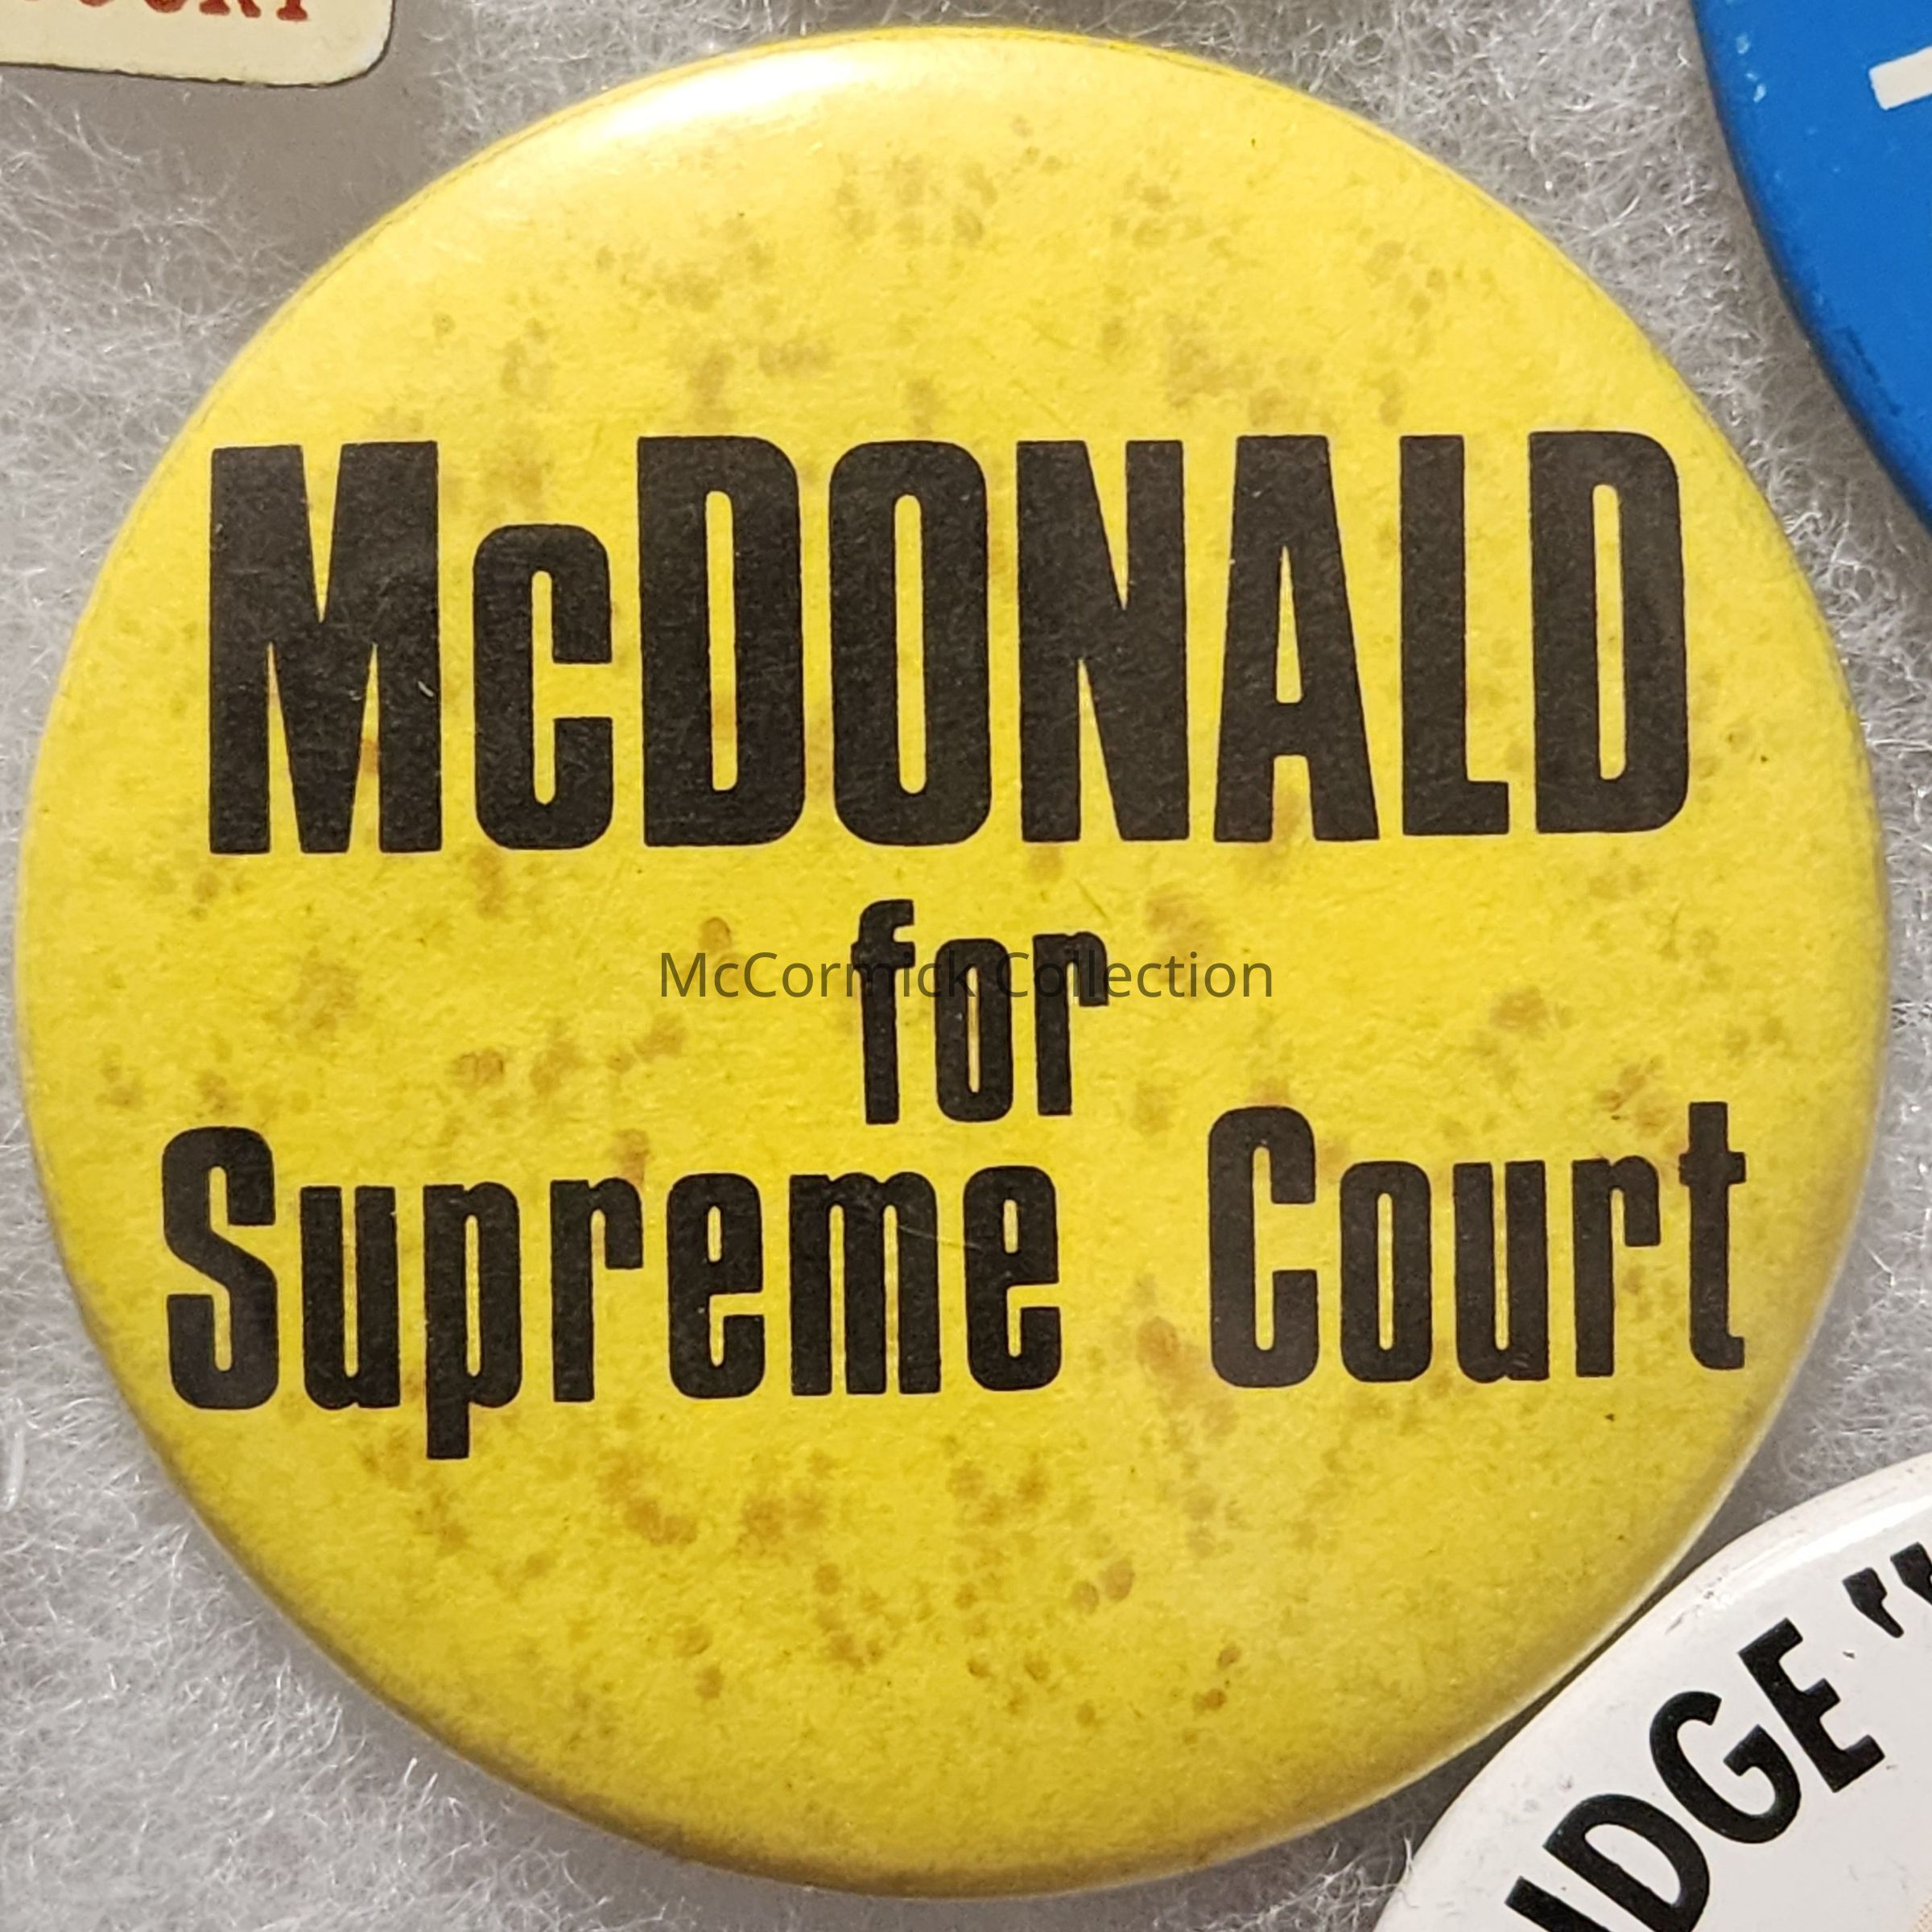 McDONALD
for
McCormick Collection
Supreme Court